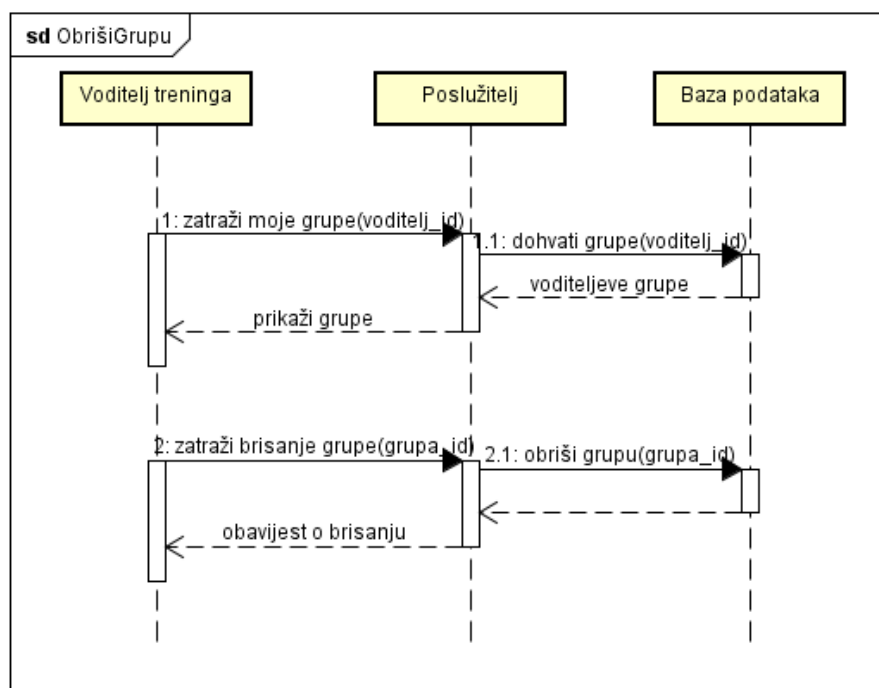 sd ObrišiGrupu
Voditelj treninga
Poslužitelj
Baza podataka
1: zatraži moje grupe(voditelj_id)
1.1: dohvati grupe(voditelj_id)
voditeljeve grupe
prikaži grupe
2: zatraži brisanje grupe(grupa_id)
2.1: obriši grupu(grupa_id)
obavijest o brisanju